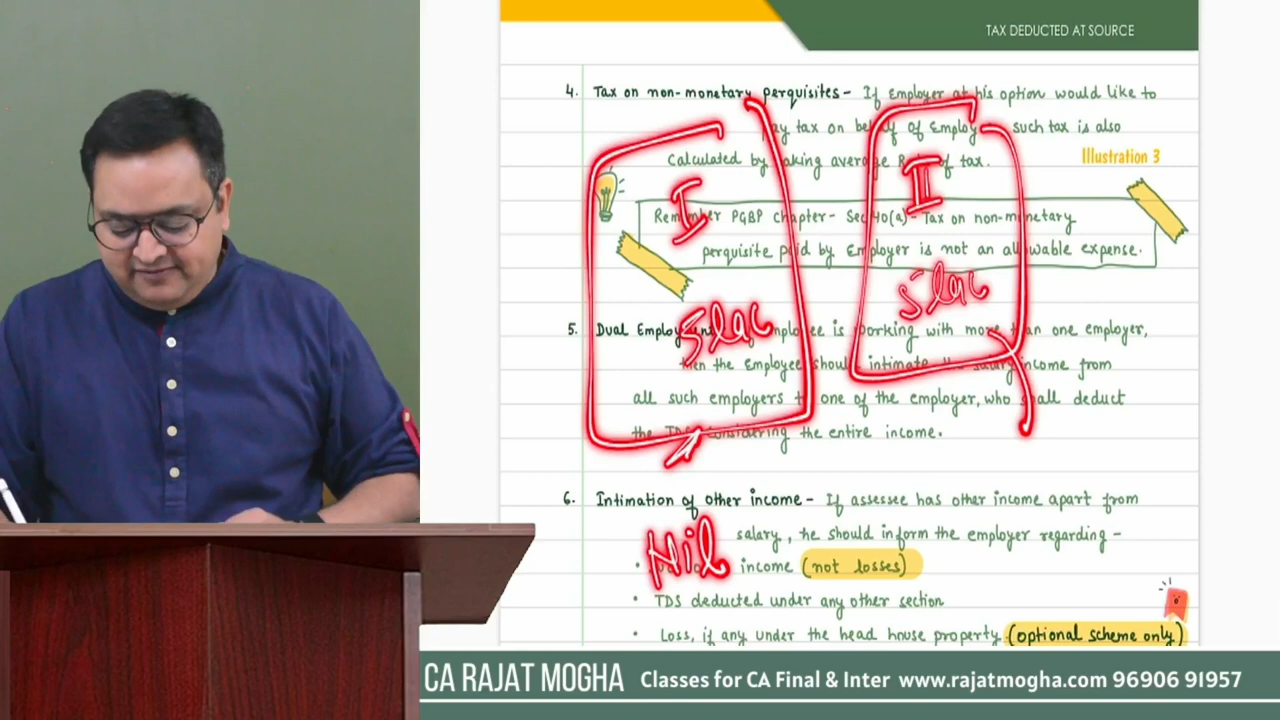 TAX DEDUCTED AT SOURCE
4. Tax on non-monetary perquisites - If Employer at his option would like to
pay tax on behalf of Employ such tax is also
Calculated by taking average of tax.
Illustration 3
I
II
Remember PGBP chapter- Sec 40(a)- Tax on non-monetary
perquisite paid by Employer is not an allowable expense.
5 lac
5 lac
5. Dual Employment employee is working with more than one employer,
then the Employee should intimate the salary income from
all such employers to one of the employer, who shall deduct
the TDS considering the entire income.
6. Intimation of other income - If assessee has other income apart from
salary, he should inform the employer regarding -
Nil
• income (not losses)
• TDS deducted under any other section
• Loss, if any under the head house property (optional scheme only)
CA RAJAT MOGHA Classes for CA Final & Inter www.rajatmogha.com 96906 91957